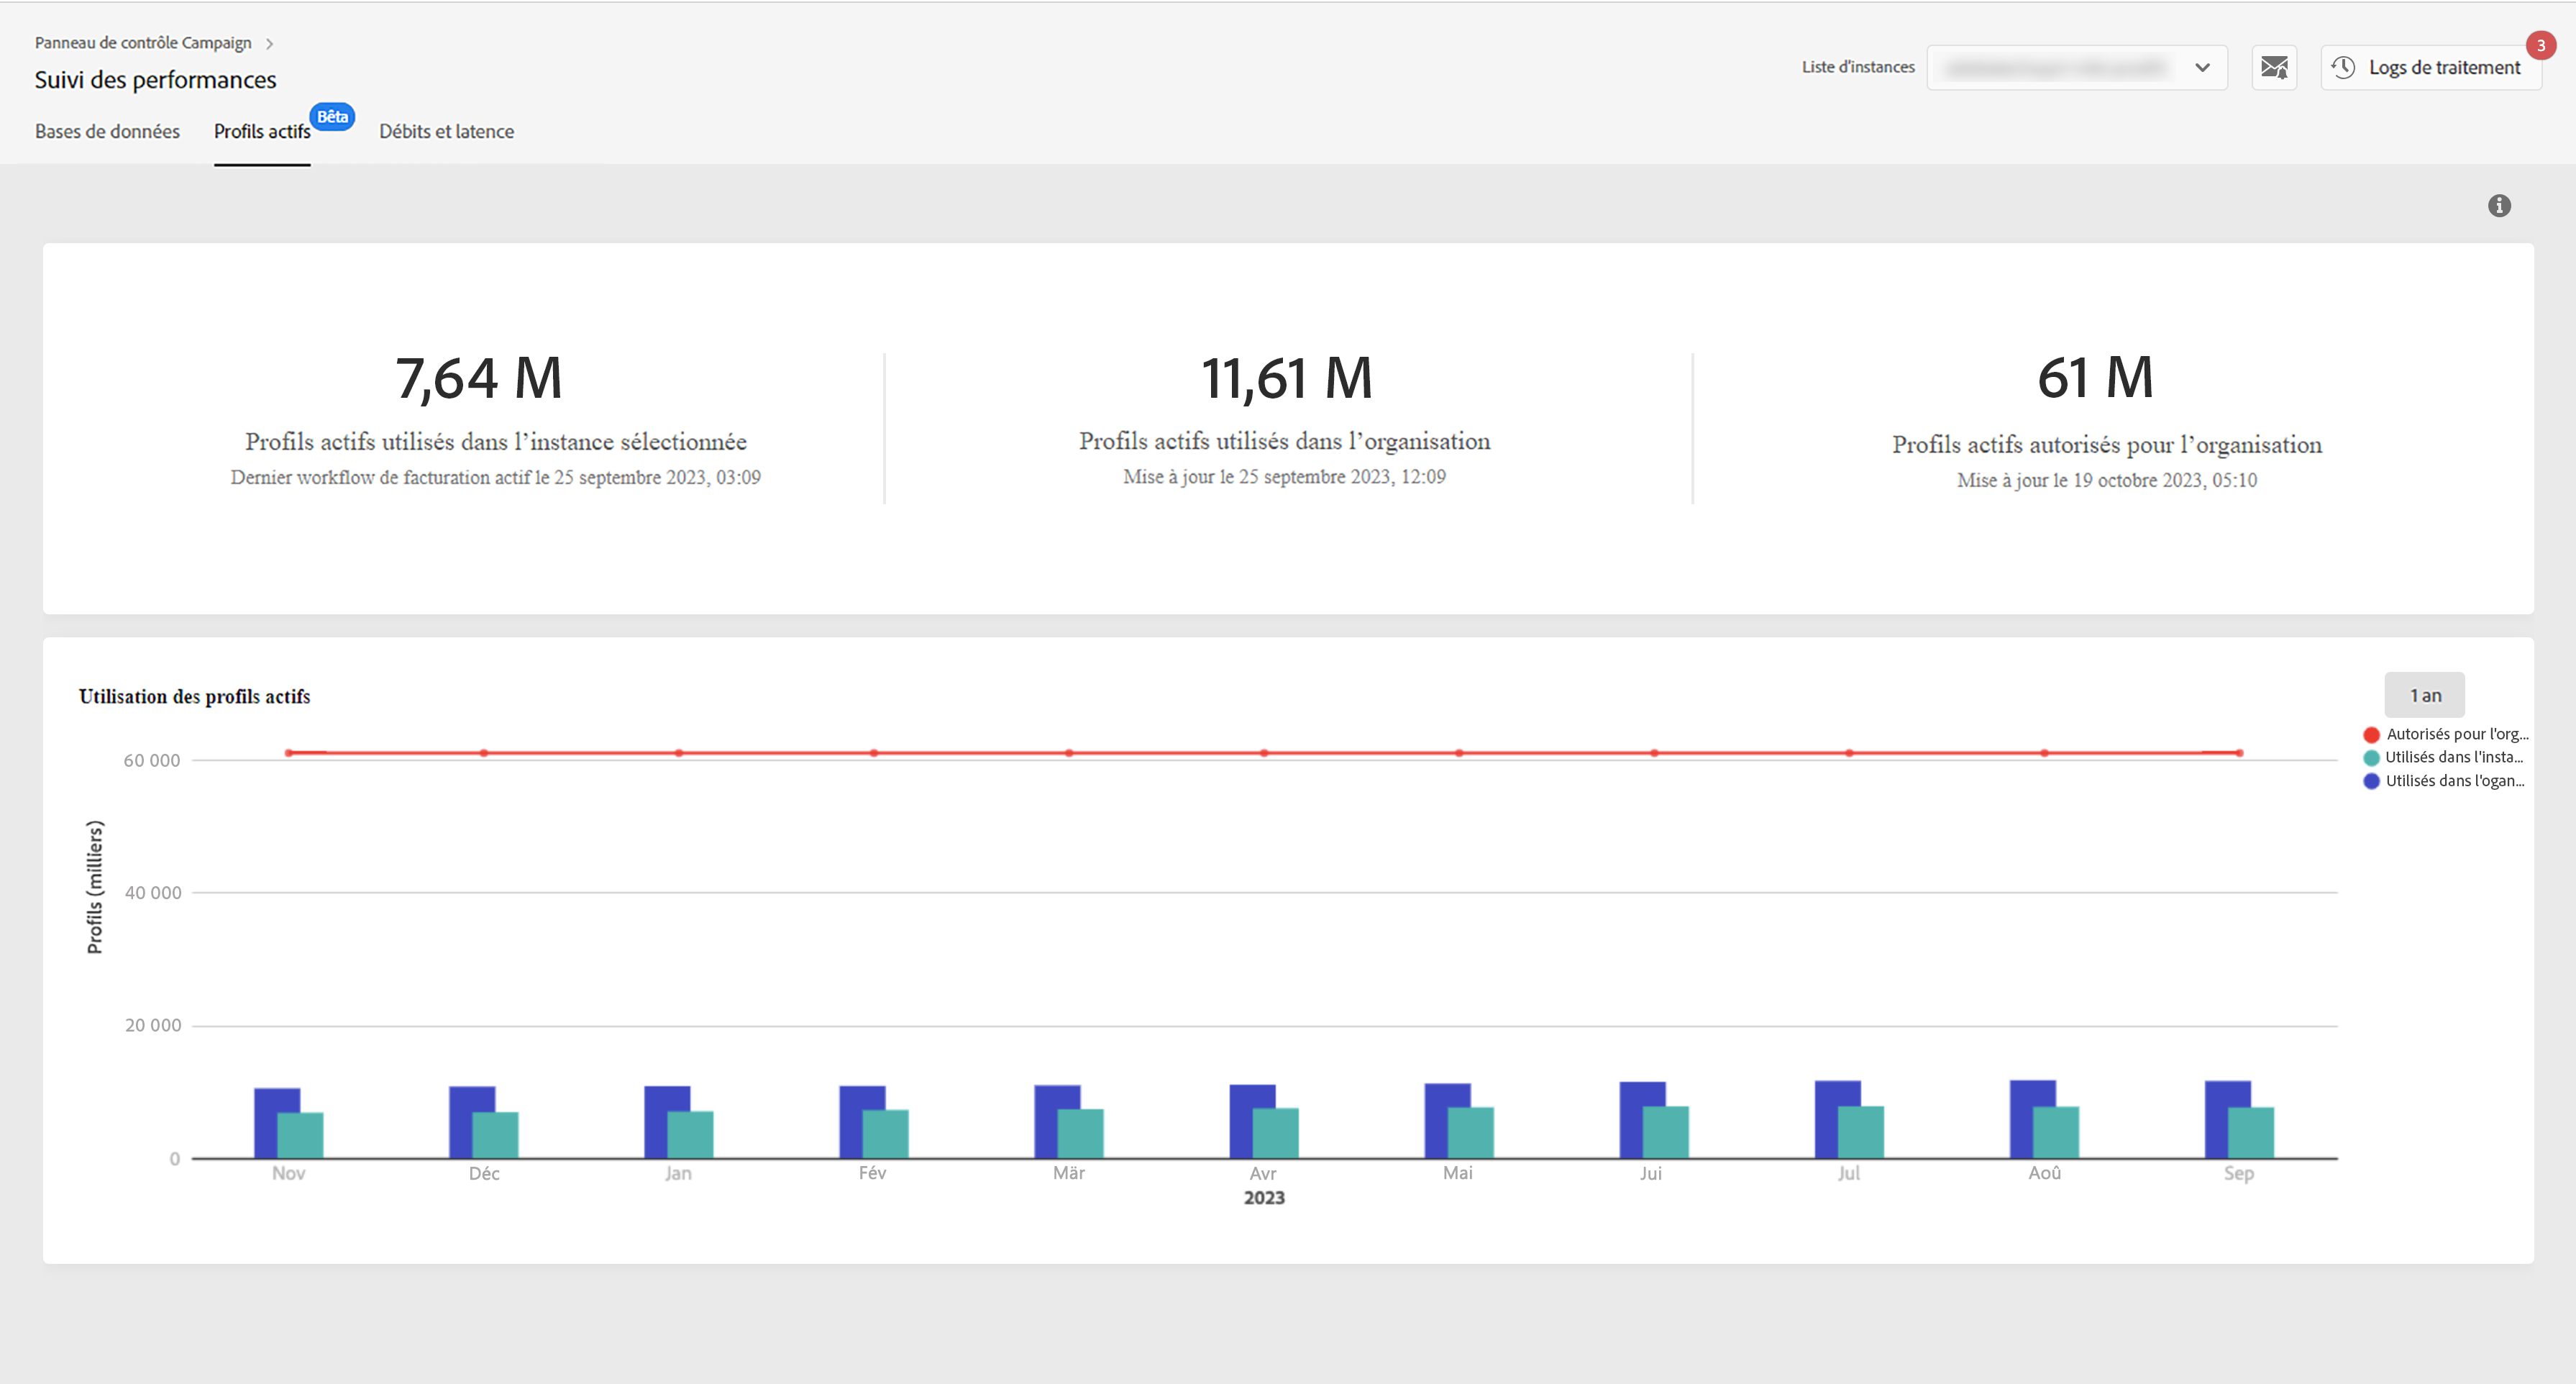 Panneau de contrôle Campaign
Suivi des performances
Liste d'instances
Logs de traitement
3
Bases de données
Profils actifs
Bêta
Débits et latence
7,64 M
Profils actifs utilisés dans l’instance sélectionnée
Dernier workflow de facturation actif le 25 septembre 2023, 03:09
11,61 M
Profils actifs utilisés dans l’organisation
Mise à jour le 25 septembre 2023, 12:09
61 M
Profils actifs autorisés pour l’organisation
Mise à jour le 19 octobre 2023, 05:10
Utilisation des profils actifs
1 an
Autorisés pour l'org...
Utilisés dans l'insta...
Utilisés dans l'ogan...
Profils (milliers)
60 000
40 000
20 000
0
Nov
Déc
Jan
Fév
Mär
Avr
Mai
Jui
Jul
Aoû
Sep
2023